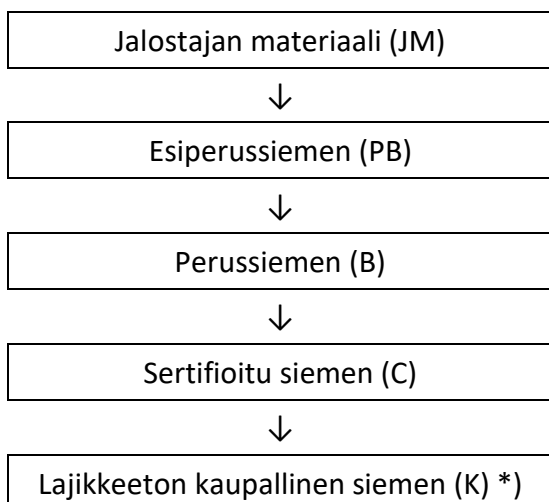 Jalostajan materiaali (JM)
↓
Esiperussiemen (PB)
↓
Perussiemen (B)
↓
Sertifioitu siemen (C)
↓
Lajikkeeton kaupallinen siemen (K) *)